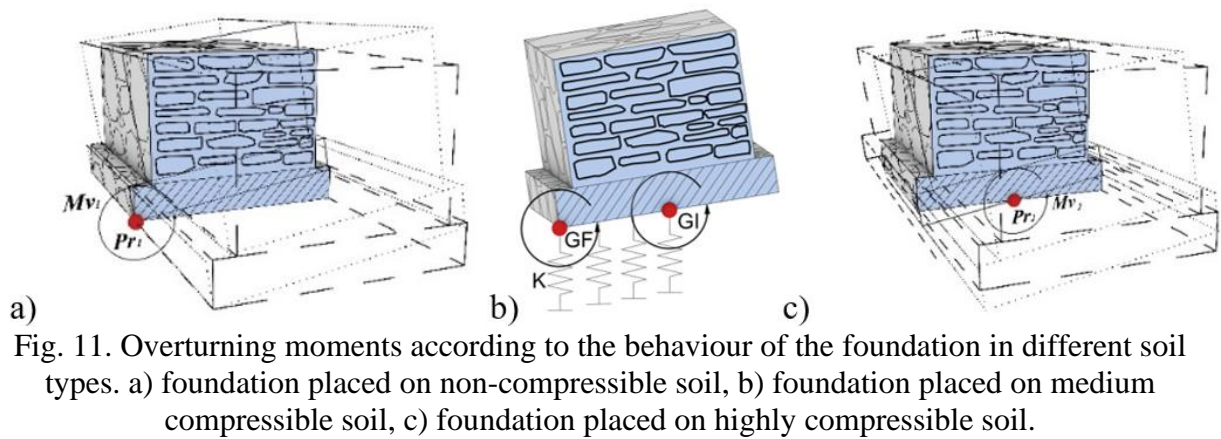 Mv₁
Pr₁
a)
GF
GI
K
b)
Pr₂
Mv₂
c)
Fig. 11. Overturning moments according to the behaviour of the foundation in different soil
types. a) foundation placed on non-compressible soil, b) foundation placed on medium
compressible soil, c) foundation placed on highly compressible soil.